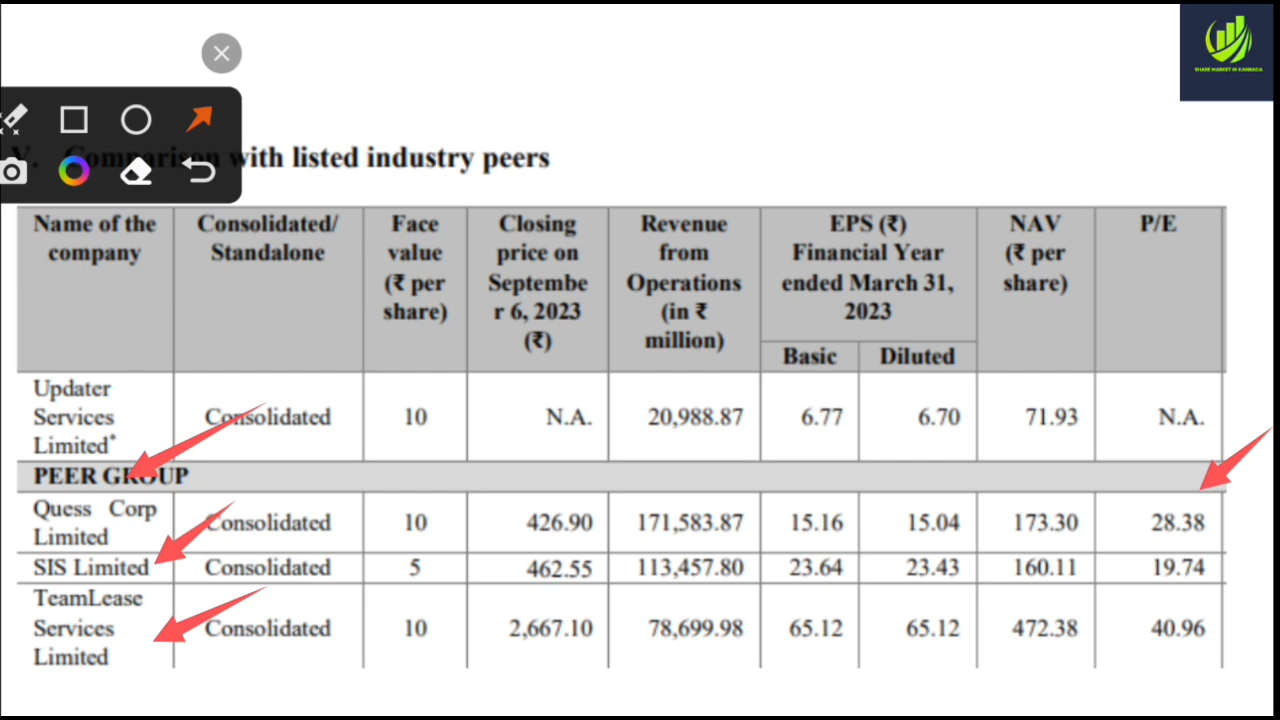 SHARE MARKET IN KANNADA
V. Comparison with listed industry peers
Name of the company Consolidated/ Standalone Face value (₹ per share) Closing price on Septembe r 6, 2023 (₹) Revenue from Operations (in ₹ million) EPS (₹) Financial Year ended March 31, 2023 NAV (₹ per share) P/E
Basic Diluted
Updater Services Limited* Consolidated 10 N.A. 20,988.87 6.77 6.70 71.93 N.A.
PEER GROUP
Quess Corp Limited Consolidated 10 426.90 171,583.87 15.16 15.04 173.30 28.38
SIS Limited Consolidated 5 462.55 113,457.80 23.64 23.43 160.11 19.74
TeamLease Services Limited Consolidated 10 2,667.10 78,699.98 65.12 65.12 472.38 40.96